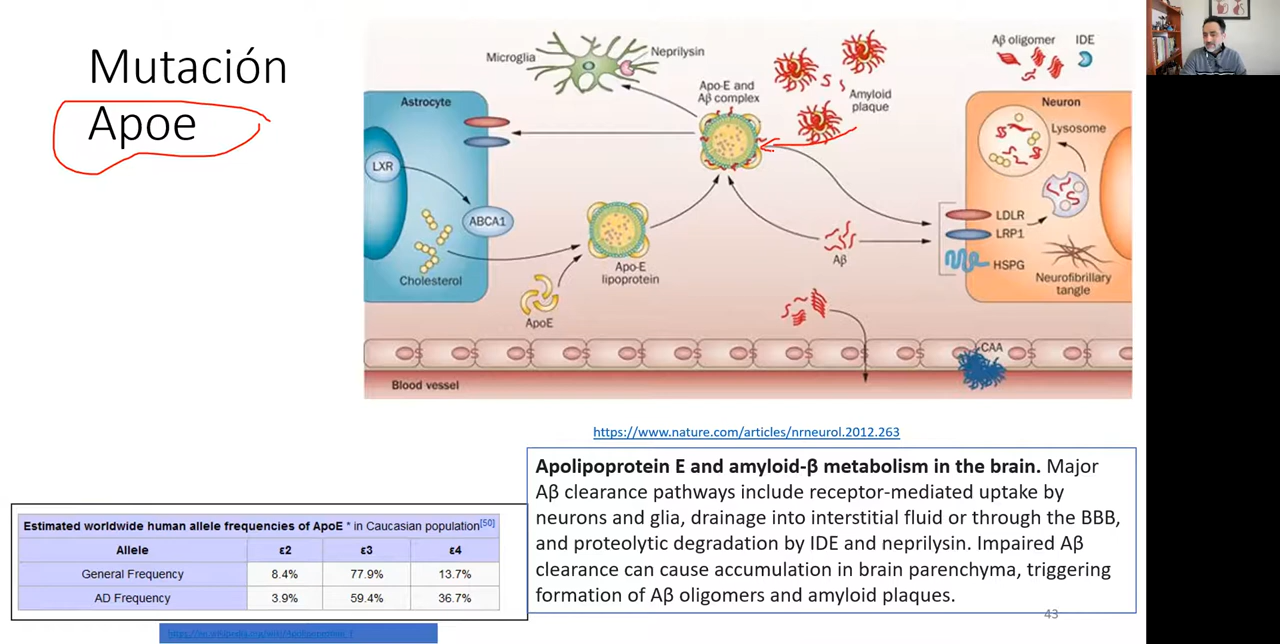 Mutación
Apoe
Microglia
Neprilysin
Astrocyte
Apo-E and
Aβ complex
Amyloid
plaque
Aβ oligomer
IDE
Neuron
Lysosome
LXR
ABCA1
Cholesterol
Apo-E
lipoprotein
ApoE
Aβ
LDLR
LRP1
HSPG
Neurofibrillary
tangle
CAA
Blood vessel
https://www.nature.com/articles/nrneurol.2012.263
Apolipoprotein E and amyloid-β metabolism in the brain. Major
Aβ clearance pathways include receptor-mediated uptake by
neurons and glia, drainage into interstitial fluid or through the BBB,
and proteolytic degradation by IDE and neprilysin. Impaired Aβ
clearance can cause accumulation in brain parenchyma, triggering
formation of Aβ oligomers and amyloid plaques.
43
Estimated worldwide human allele frequencies of ApoE * in Caucasian population[50]
Allele ε2 ε3 ε4
General Frequency 8.4% 77.9% 13.7%
AD Frequency 3.9% 59.4% 36.7%